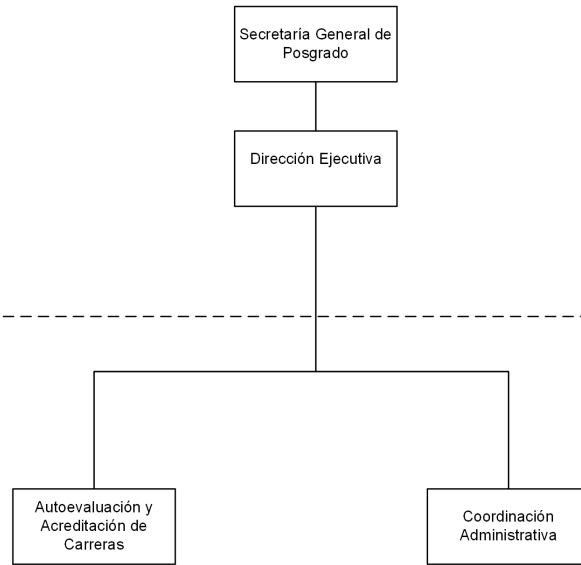 Secretaría General de
Posgrado
Dirección Ejecutiva
Autoevaluación y
Acreditación de
Carreras
Coordinación
Administrativa